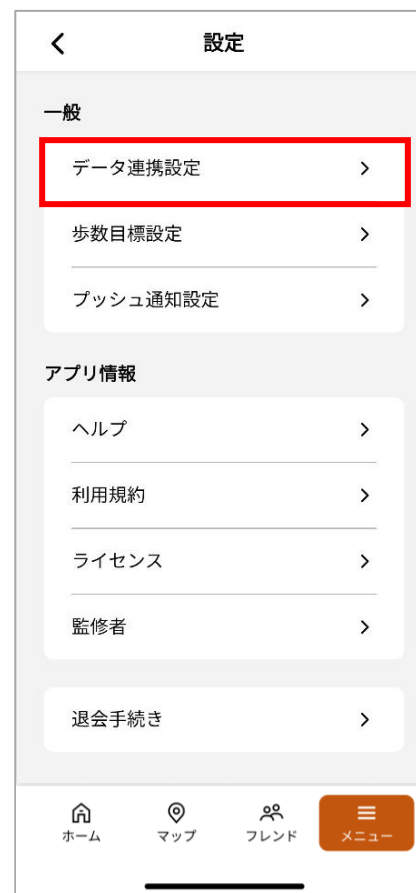 設定
一般
データ連携設定
歩数目標設定
プッシュ通知設定
アプリ情報
ヘルプ
利用規約
ライセンス
監修者
退会手続き
ホーム マップ フレンド メニュー